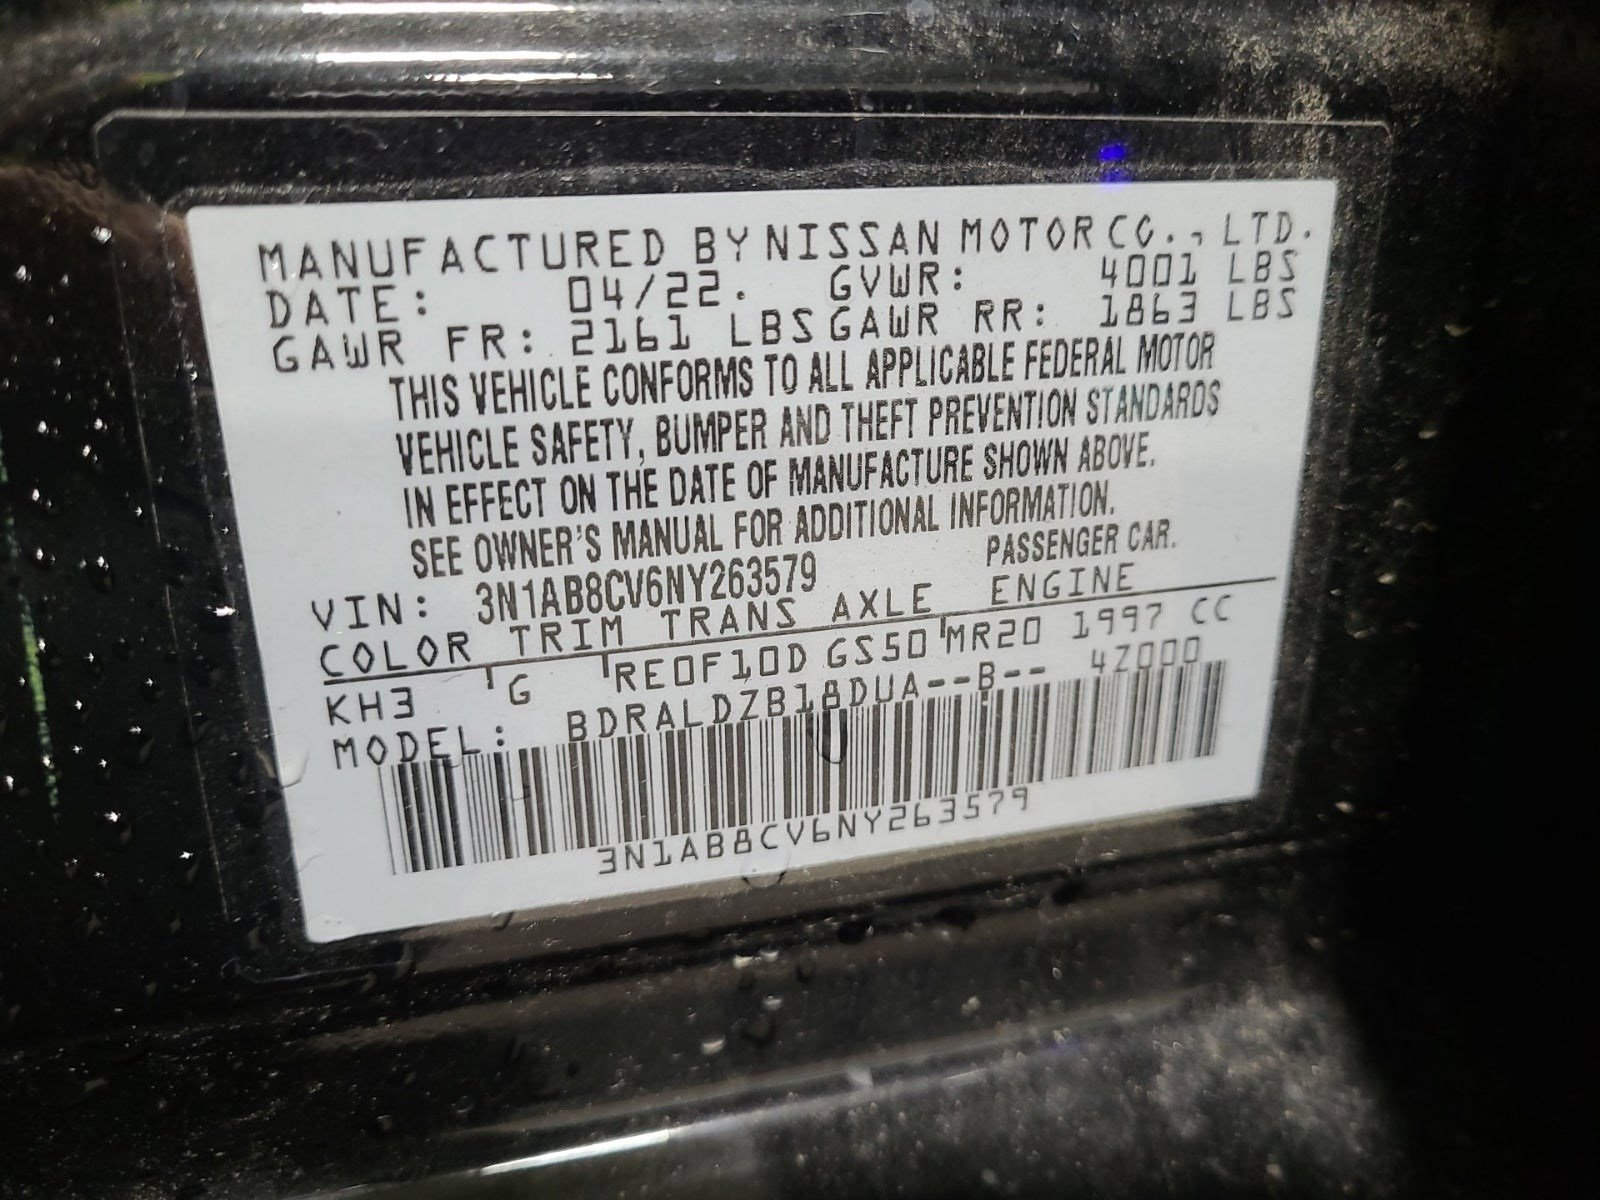 MANUFACTURED BY NISSAN MOTOR CO., LTD.
DATE: 04/22. GVWR: 4001 LBS
GAWR FR: 2161 LBS GAWR RR: 1863 LBS
THIS VEHICLE CONFORMS TO ALL APPLICABLE FEDERAL MOTOR
VEHICLE SAFETY, BUMPER AND THEFT PREVENTION STANDARDS
IN EFFECT ON THE DATE OF MANUFACTURE SHOWN ABOVE.
SEE OWNER'S MANUAL FOR ADDITIONAL INFORMATION.
VIN: 3N1AB8CV6NY263579 PASSENGER CAR.
COLOR TRIM TRANS AXLE ENGINE
KH3 G RE0F10D GS50 MR20 1997 CC
MODEL: BDRALDZB18DUA--B-- 4Z000
3N1AB8CV6NY263579